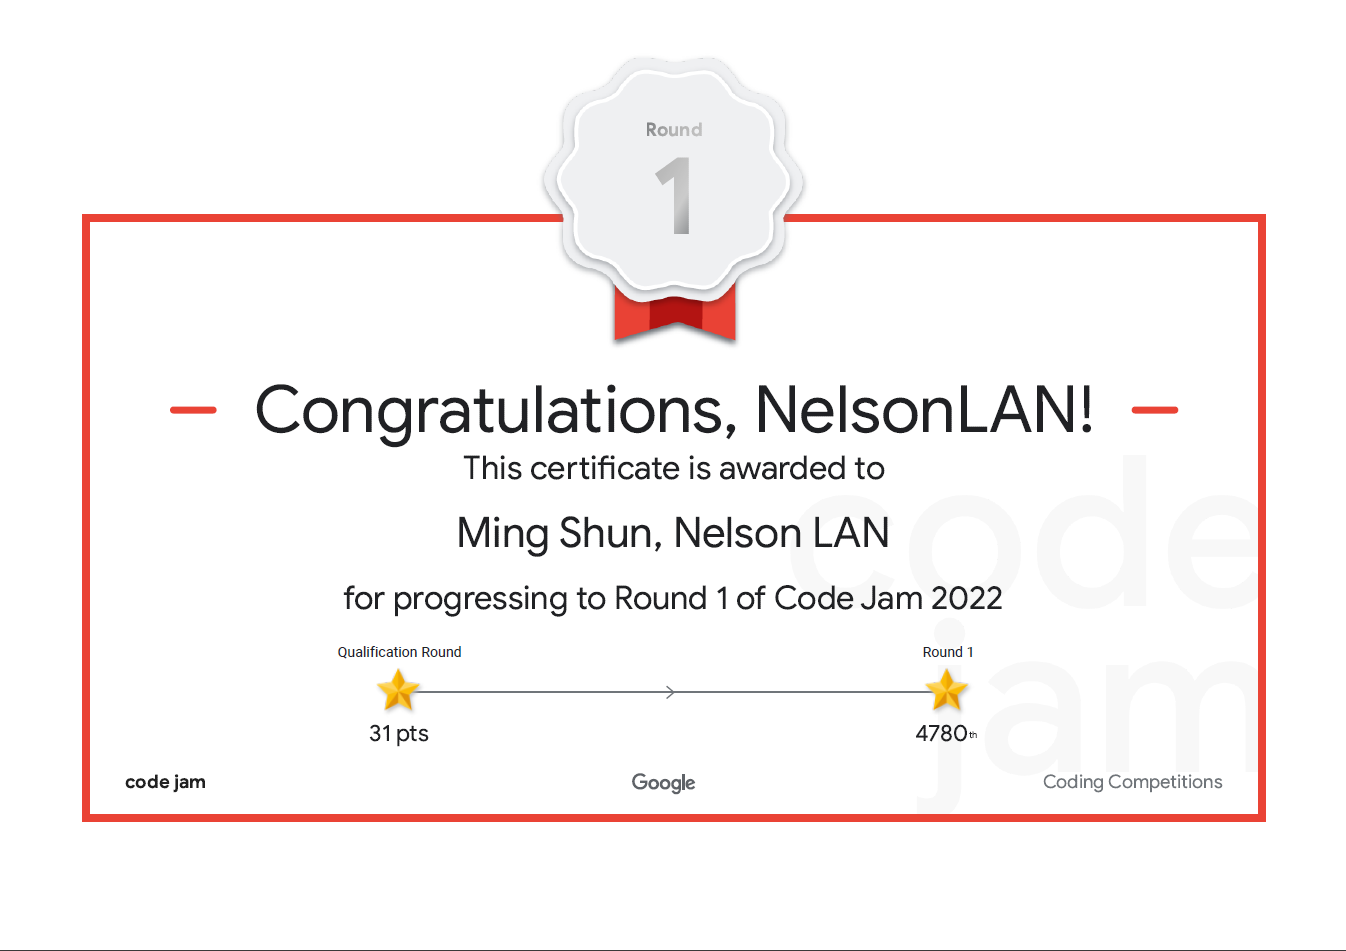 Round
1
Congratulations, NelsonLAN!
This certificate is awarded to
Ming Shun, Nelson LAN
for progressing to Round 1 of Code Jam 2022
Qualification Round
Round 1
31 pts
4780th
code jam
Google
Coding Competitions
code
jam